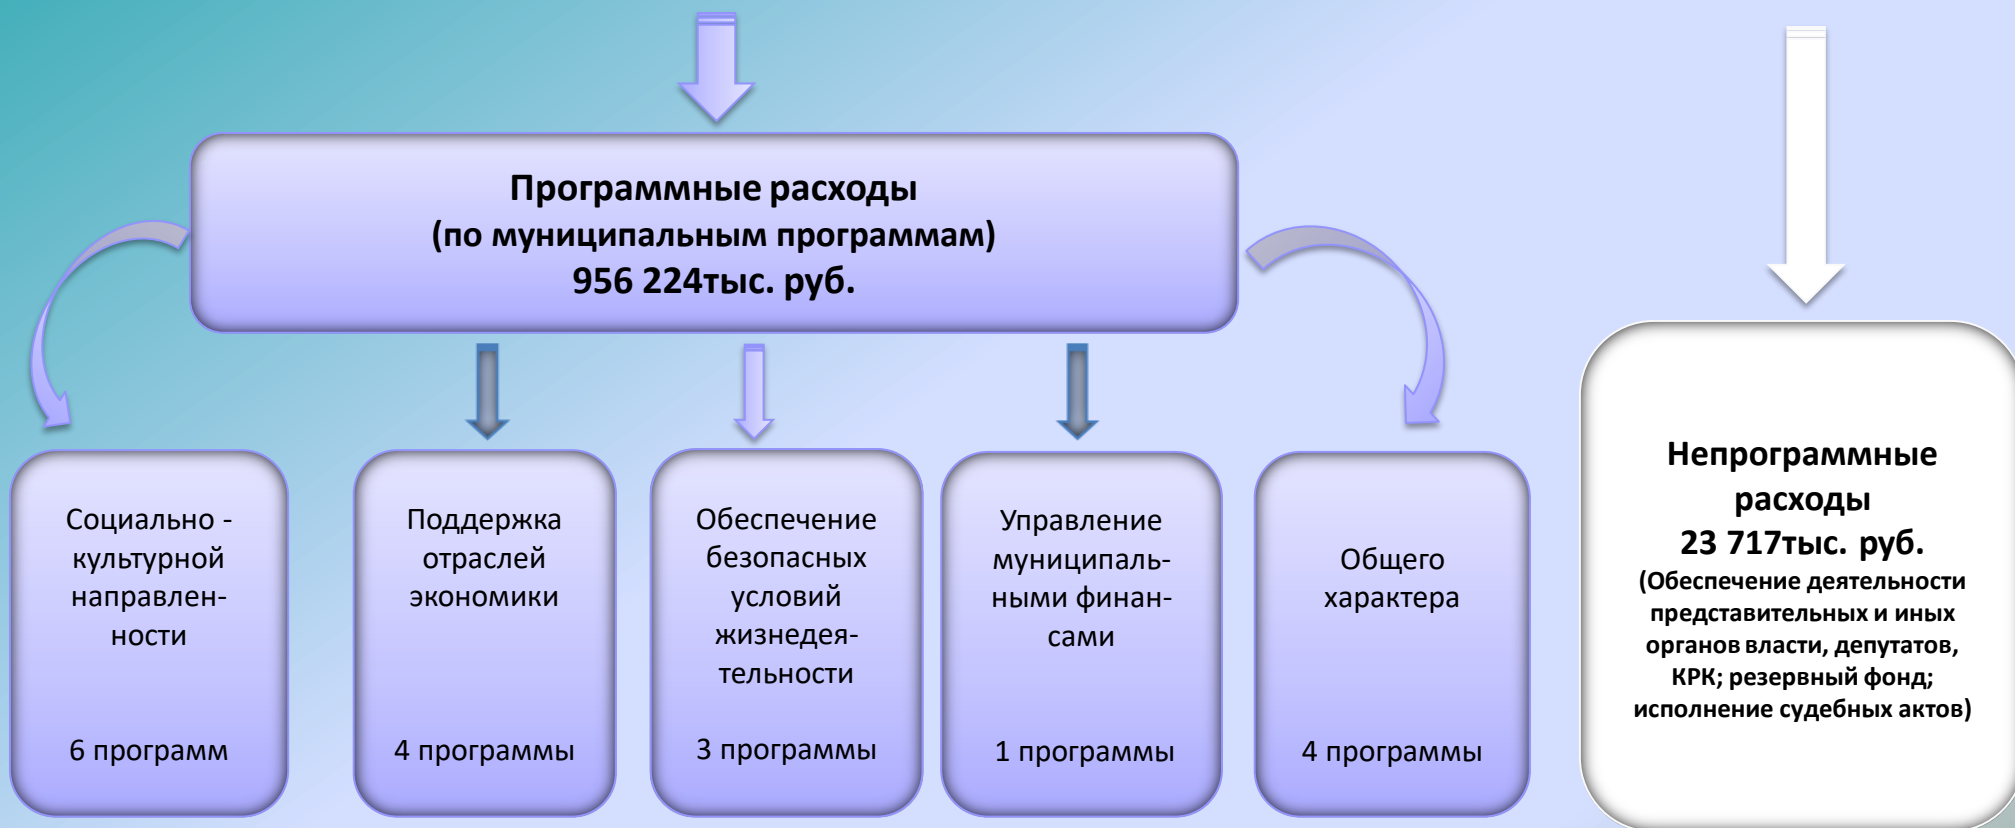 Программные расходы
(по муниципальным программам)
956 224тыс. руб.
Социально -
культурной
направлен-
ности
6 программ
Поддержка
отраслей
экономики
4 программы
Обеспечение
безопасных
условий
жизнедея-
тельности
3 программы
Управление
муниципаль-
ными финан-
сами
1 программы
Общего
характера
4 программы
Непрограммные
расходы
23 717тыс. руб.
(Обеспечение деятельности
представительных и иных
органов власти, депутатов,
КРК; резервный фонд;
исполнение судебных актов)